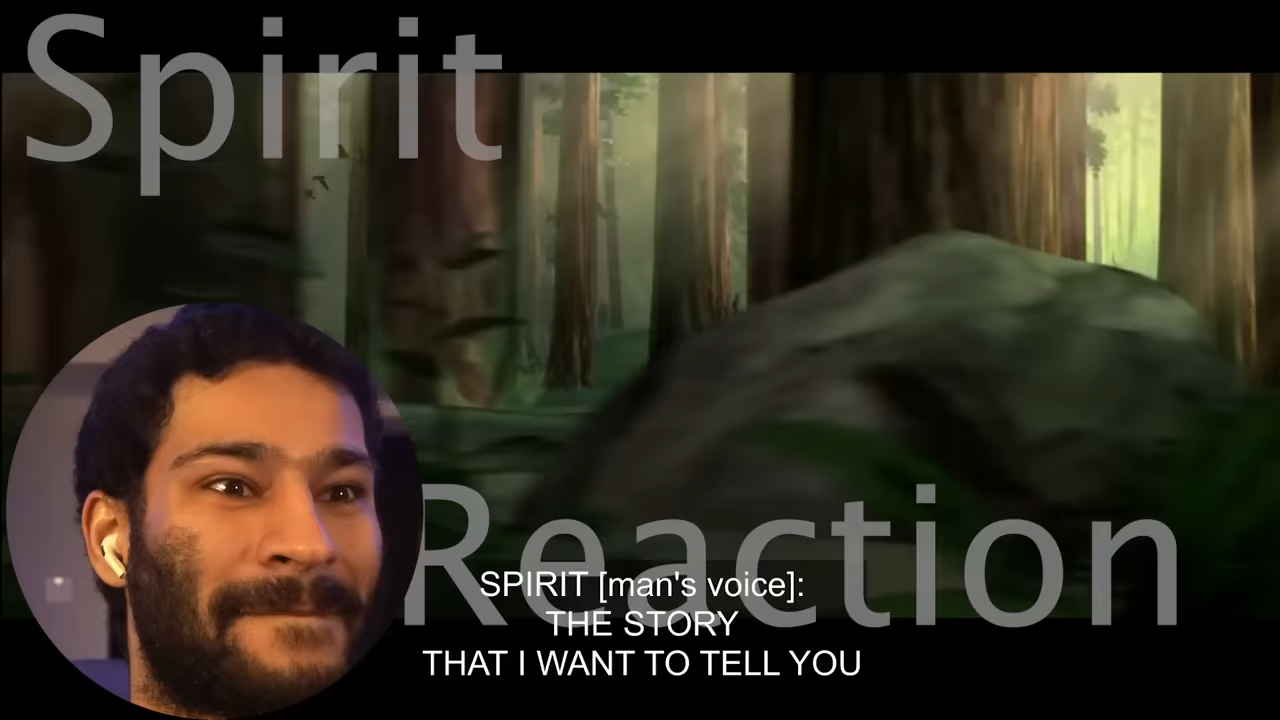 Spirit
Reaction
SPIRIT [man's voice]:
THE STORY
THAT I WANT TO TELL YOU